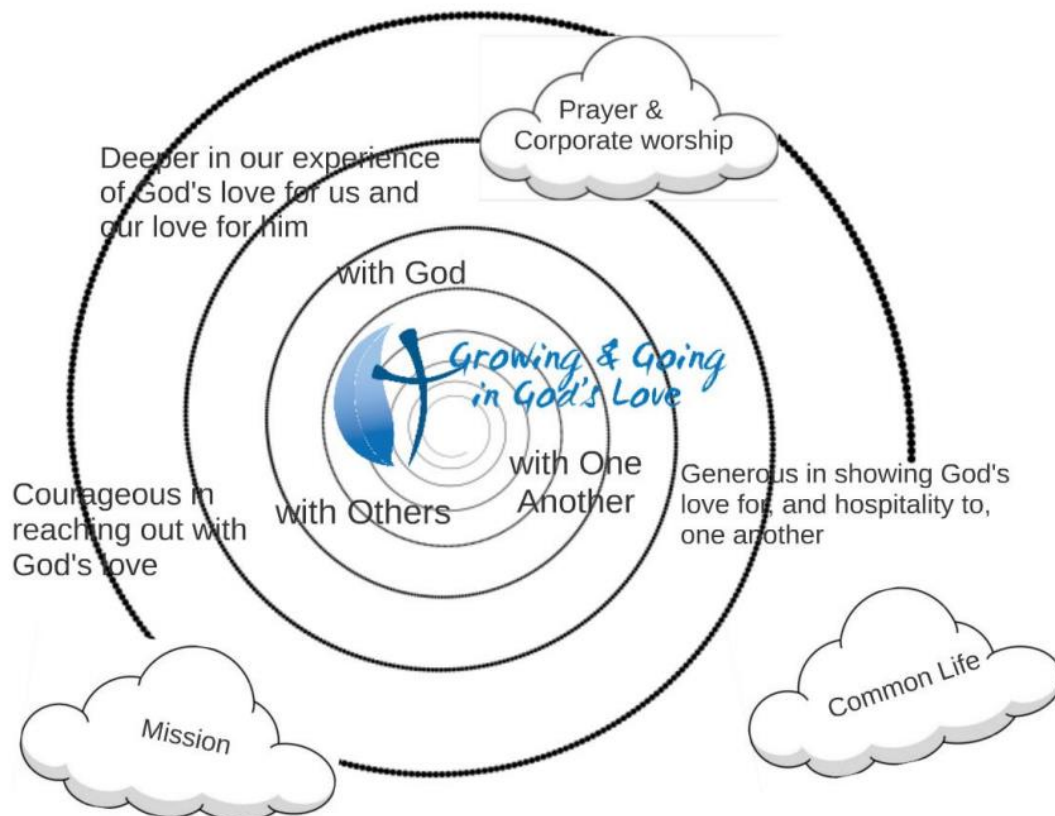 Prayer &
Corporate worship
Deeper in our experience
of God's love for us and
our love for him
with God
Growing & Going
in God's Love
with One
Another
with Others
Generous in showing God's
love for, and hospitality to,
one another
Courageous in
reaching out with
God's love
Common Life
Mission